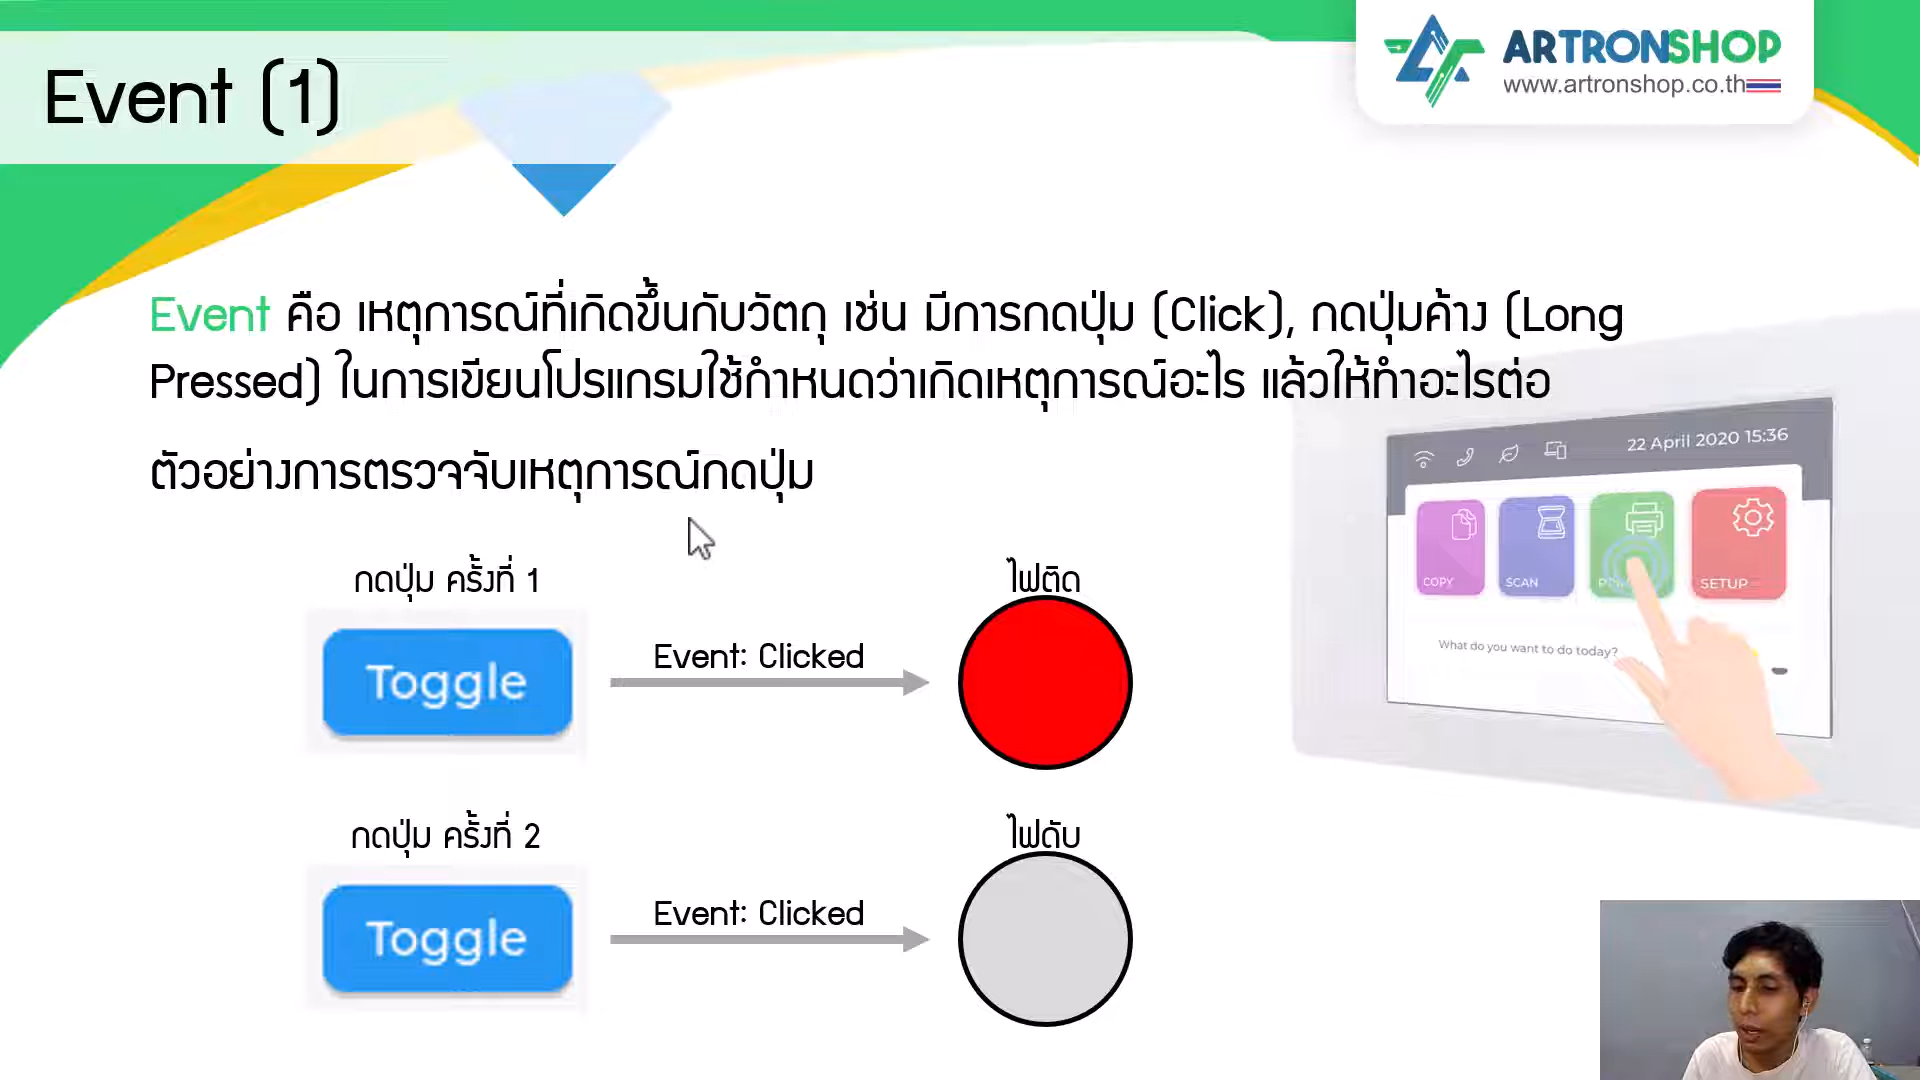 Event (1)
ARTRONSHOP
www.artronshop.co.th
Event คือ เหตุการณ์ที่เกิดขึ้นกับวัตถุ เช่น มีการกดปุ่ม (Click), กดปุ่มค้าง (Long
Pressed) ในการเขียนโปรแกรมใช้กำหนดว่าเกิดเหตุการณ์อะไร แล้วให้ทำอะไรต่อ
ตัวอย่างการตรวจจับเหตุการณ์กดปุ่ม
22 April 2020 15:36
COPY
SCAN
SETUP
What do you want to do today?
กดปุ่ม ครั้งที่ 1
ไฟติด
Toggle
Event: Clicked
กดปุ่ม ครั้งที่ 2
ไฟดับ
Toggle
Event: Clicked